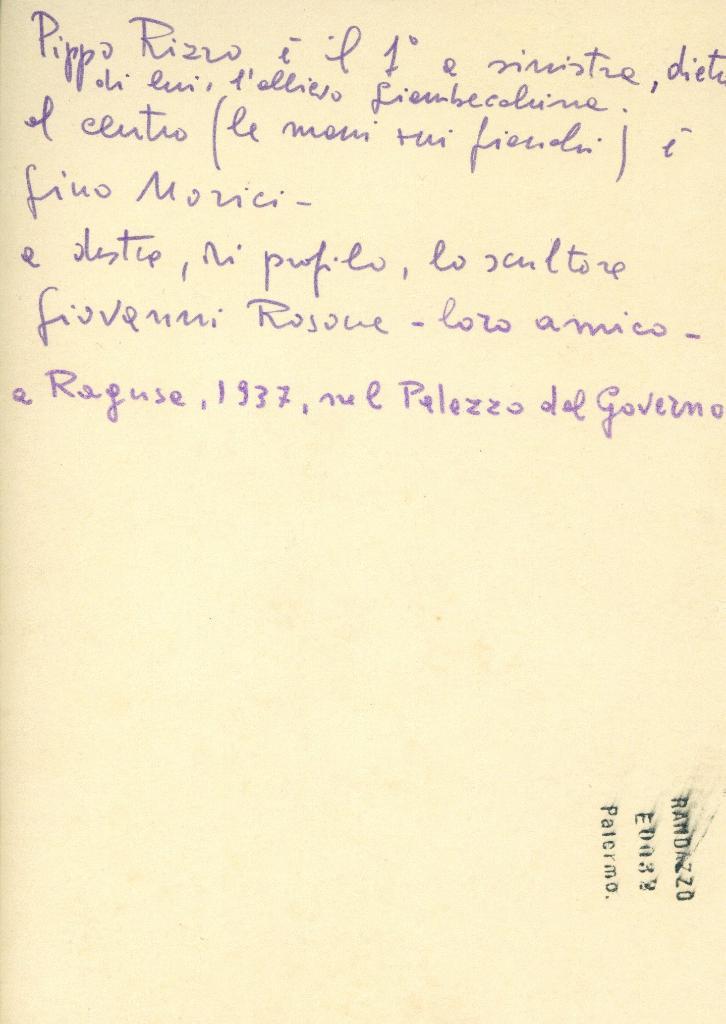 Pippo Rizzo è il 1° a sinistra, dietr
di lui, l'allievo Giambecchina.
al centro (le mani sui fianchi) è
Gino Morici -
a destra, di profilo, lo scultore
Giovanni Rosone - loro amico -
a Ragusa, 1937, nel Palazzo del Governo
RANDAZZO
Palermo.